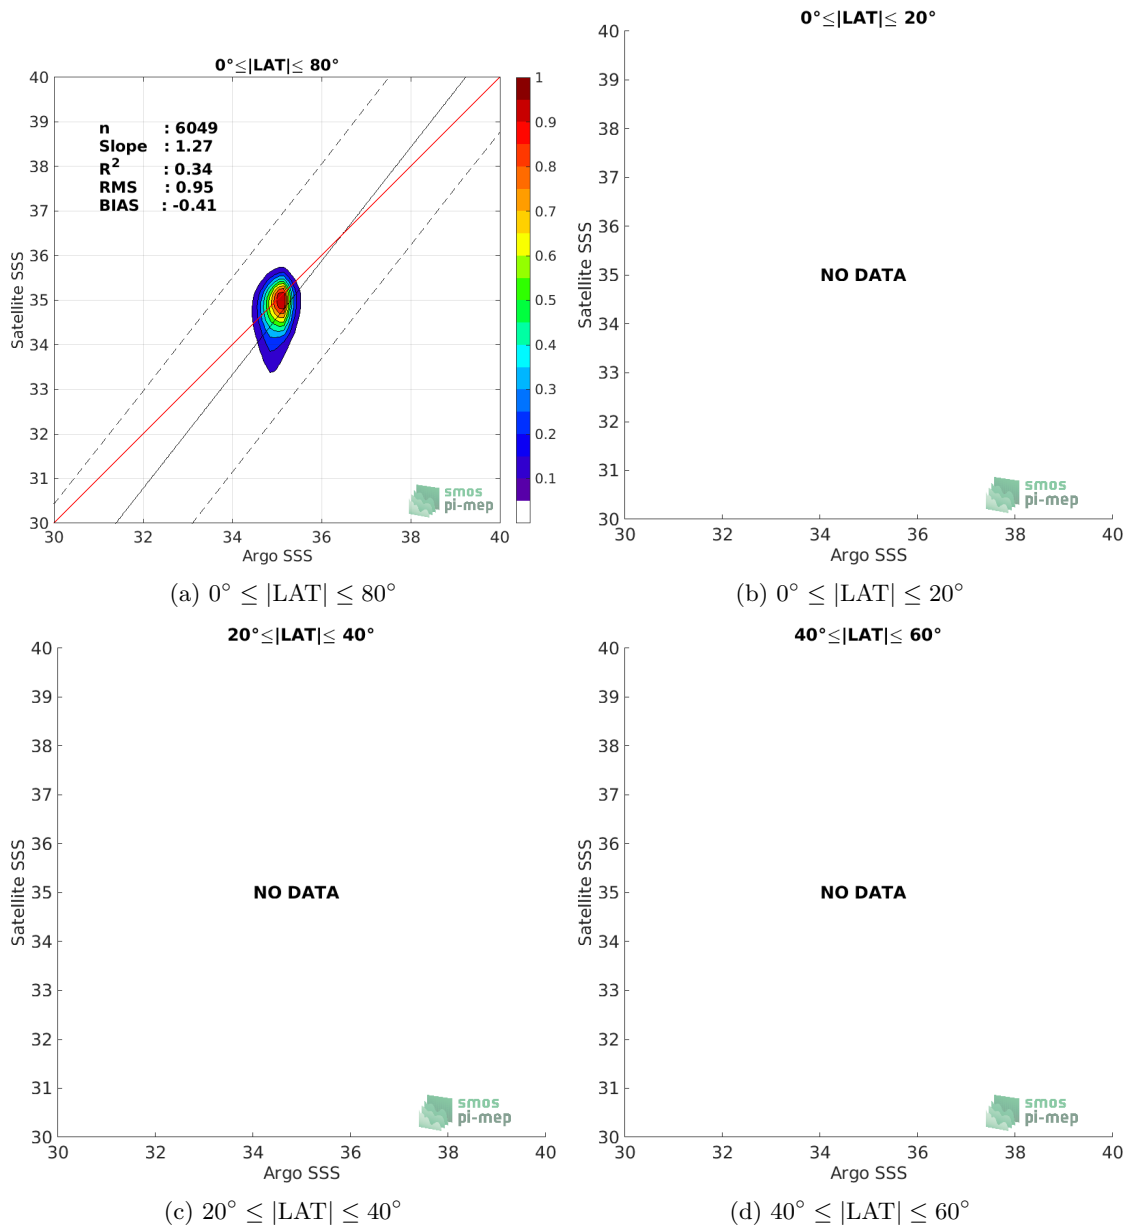 0°≤|LAT|≤ 80°
40
39
38
37
36
35
34
33
32
31
30
Satellite SSS
n : 6049
Slope : 1.27
R² : 0.34
RMS : 0.95
BIAS : -0.41
smos
pi-mep
30 32 34 36 38 40
Argo SSS
1
0.9
0.8
0.7
0.6
0.5
0.4
0.3
0.2
0.1
(a) 0° ≤ |LAT| ≤ 80°
0°≤|LAT|≤ 20°
40
39
38
37
36
35
34
33
32
31
30
Satellite SSS
NO DATA
smos
pi-mep
30 32 34 36 38 40
Argo SSS
(b) 0° ≤ |LAT| ≤ 20°
20°≤|LAT|≤ 40°
40
39
38
37
36
35
34
33
32
31
30
Satellite SSS
NO DATA
smos
pi-mep
30 32 34 36 38 40
Argo SSS
(c) 20° ≤ |LAT| ≤ 40°
40°≤|LAT|≤ 60°
40
39
38
37
36
35
34
33
32
31
30
Satellite SSS
NO DATA
smos
pi-mep
30 32 34 36 38 40
Argo SSS
(d) 40° ≤ |LAT| ≤ 60°